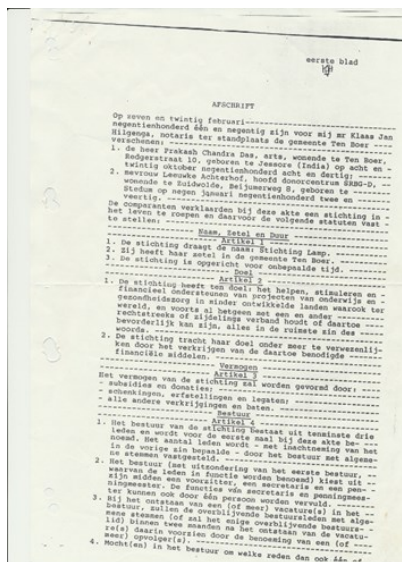 eerste blad
AFSCHRIFT
Op zeven en twintig februari
negentienhonderd één en negentig zijn voor mij mr Klaas Jan
Hilgenga, notaris ter standplaats de gemeente Ten Boer ----
verschenen: --------
1. de heer Prakash Chandra Das, arts, wonende te Ten Boer,
Redgerstraat 10, geboren te Jessore (India) op acht en -
twintig oktober negentienhonderd acht en dertig; ------
2. mevrouw Leeuwke Achterhof, hoofd donorcentrum SRBG-D, --
wonende te Zuidwolde, Beijumerweg 8, geboren te -----
Stedum op negen januari negentienhonderd twee en ------
veertig. --------
De comparanten verklaarden bij deze akte een stichting in -
het leven te roepen en daarvoor de volgende statuten vast -
te stellen: --------
-------- Naam, Zetel en Duur --------
-------- Artikel 1 --------
1. De stichting draagt de naam: Stichting Lamp. --------
2. Zij heeft haar zetel in de gemeente Ten Boer. --------
3. De stichting is opgericht voor onbepaalde tijd. --------
-------- Doel --------
-------- Artikel 2 --------
1. De stichting heeft ten doel: het helpen, stimuleren en -
financieel ondersteunen van projecten van onderwijs en -
gezondheidszorg in minder ontwikkelde landen waarook ter
wereld, en voorts al hetgeen met een en ander -----
rechtstreeks of zijdelings verband houdt of daartoe ----
bevorderlijk kan zijn, alles in de ruimste zin des -----
woords. --------
2. De stichting tracht haar doel onder meer te verwezenlij-
ken door het verkrijgen van de daartoe benodigde ------
financiële middelen. --------
-------- Vermogen --------
-------- Artikel 3 --------
Het vermogen van de stichting zal worden gevormd door: ----
- subsidies en donaties; --------
- schenkingen, erfstellingen en legaten; --------
- alle andere verkrijgingen en baten. --------
-------- Bestuur --------
-------- Artikel 4 --------
1. Het bestuur van de stichting bestaat uit tenminste drie
leden en wordt voor de eerste maal bij deze akte be- --
noemd. Het aantal leden wordt - met inachtneming van het
in de vorige zin bepaalde - door het bestuur met algeme-
ne stemmen vastgesteld. --------
2. Het bestuur (met uitzondering van het eerste bestuur, --
waarvan de leden in functie worden benoemd) kiest uit --
zijn midden een voorzitter, een secretaris en een pen- -
ningmeester. De functies van secretaris en penningmees-
ter kunnen ook door één persoon worden vervuld. --------
3. Bij het ontstaan van een (of meer) vacature(s) in het --
bestuur, zullen de overblijvende bestuursleden met alge-
mene stemmen (of zal het enige overblijvende bestuurs- -
lid) binnen twee maanden na het ontstaan van de vacatu-
re(s) daarin voorzien door de benoeming van een (of ----
meer) opvolger(s). --------
4. Mocht(en) in het bestuur om welke reden dan ook één of